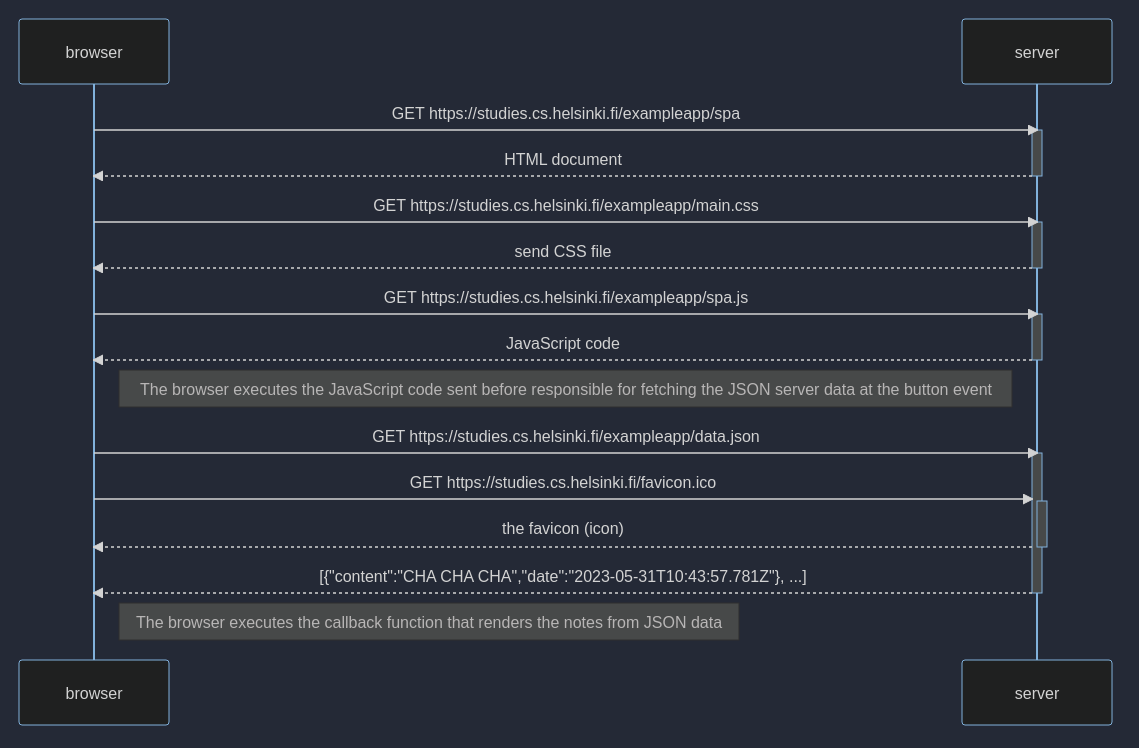 browser
server
GET https://studies.cs.helsinki.fi/exampleapp/spa
HTML document
GET https://studies.cs.helsinki.fi/exampleapp/main.css
send CSS file
GET https://studies.cs.helsinki.fi/exampleapp/spa.js
JavaScript code
The browser executes the JavaScript code sent before responsible for fetching the JSON server data at the button event
GET https://studies.cs.helsinki.fi/exampleapp/data.json
GET https://studies.cs.helsinki.fi/favicon.ico
the favicon (icon)
[{"content":"CHA CHA CHA","date":"2023-05-31T10:43:57.781Z"}, ...]
The browser executes the callback function that renders the notes from JSON data
browser
server